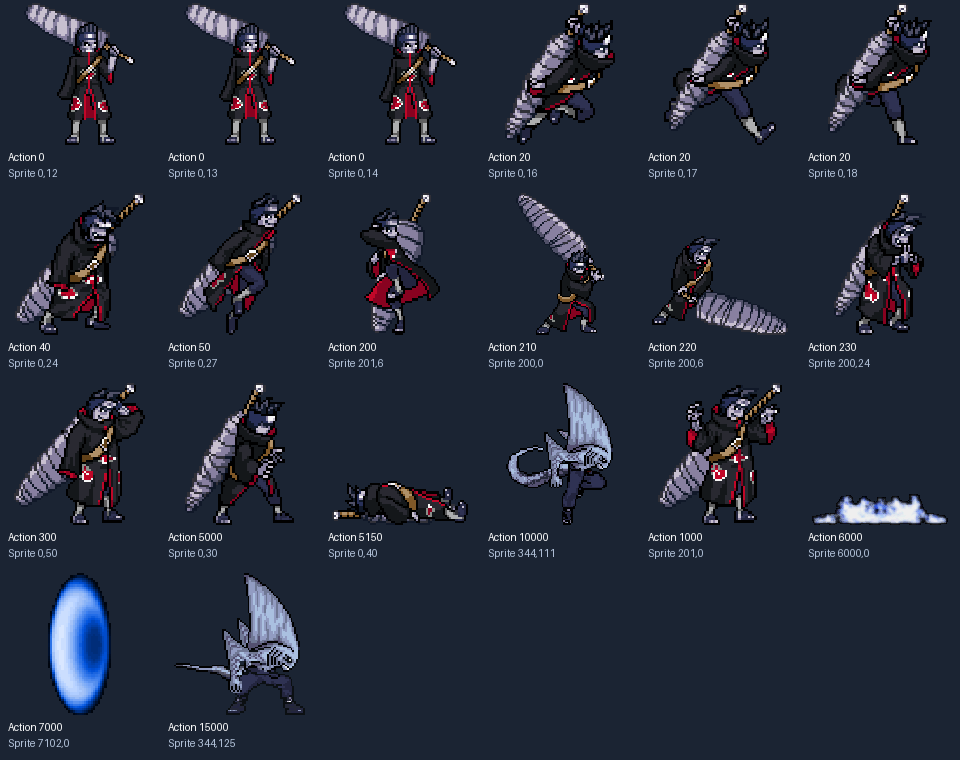 Action 0 Action 0 Action 0 Action 20 Action 20 Action 20
Sprite 0,12 Sprite 0,13 Sprite 0,14 Sprite 0,16 Sprite 0,17 Sprite 0,18
Action 40 Action 50 Action 200 Action 210 Action 220 Action 230
Sprite 0,24 Sprite 0,27 Sprite 201,6 Sprite 200,0 Sprite 200,6 Sprite 200,24
Action 300 Action 5000 Action 5150 Action 10000 Action 1000 Action 6000
Sprite 0,50 Sprite 0,30 Sprite 0,40 Sprite 344,111 Sprite 201,0 Sprite 6000,0
Action 7000 Action 15000
Sprite 7102,0 Sprite 344,125